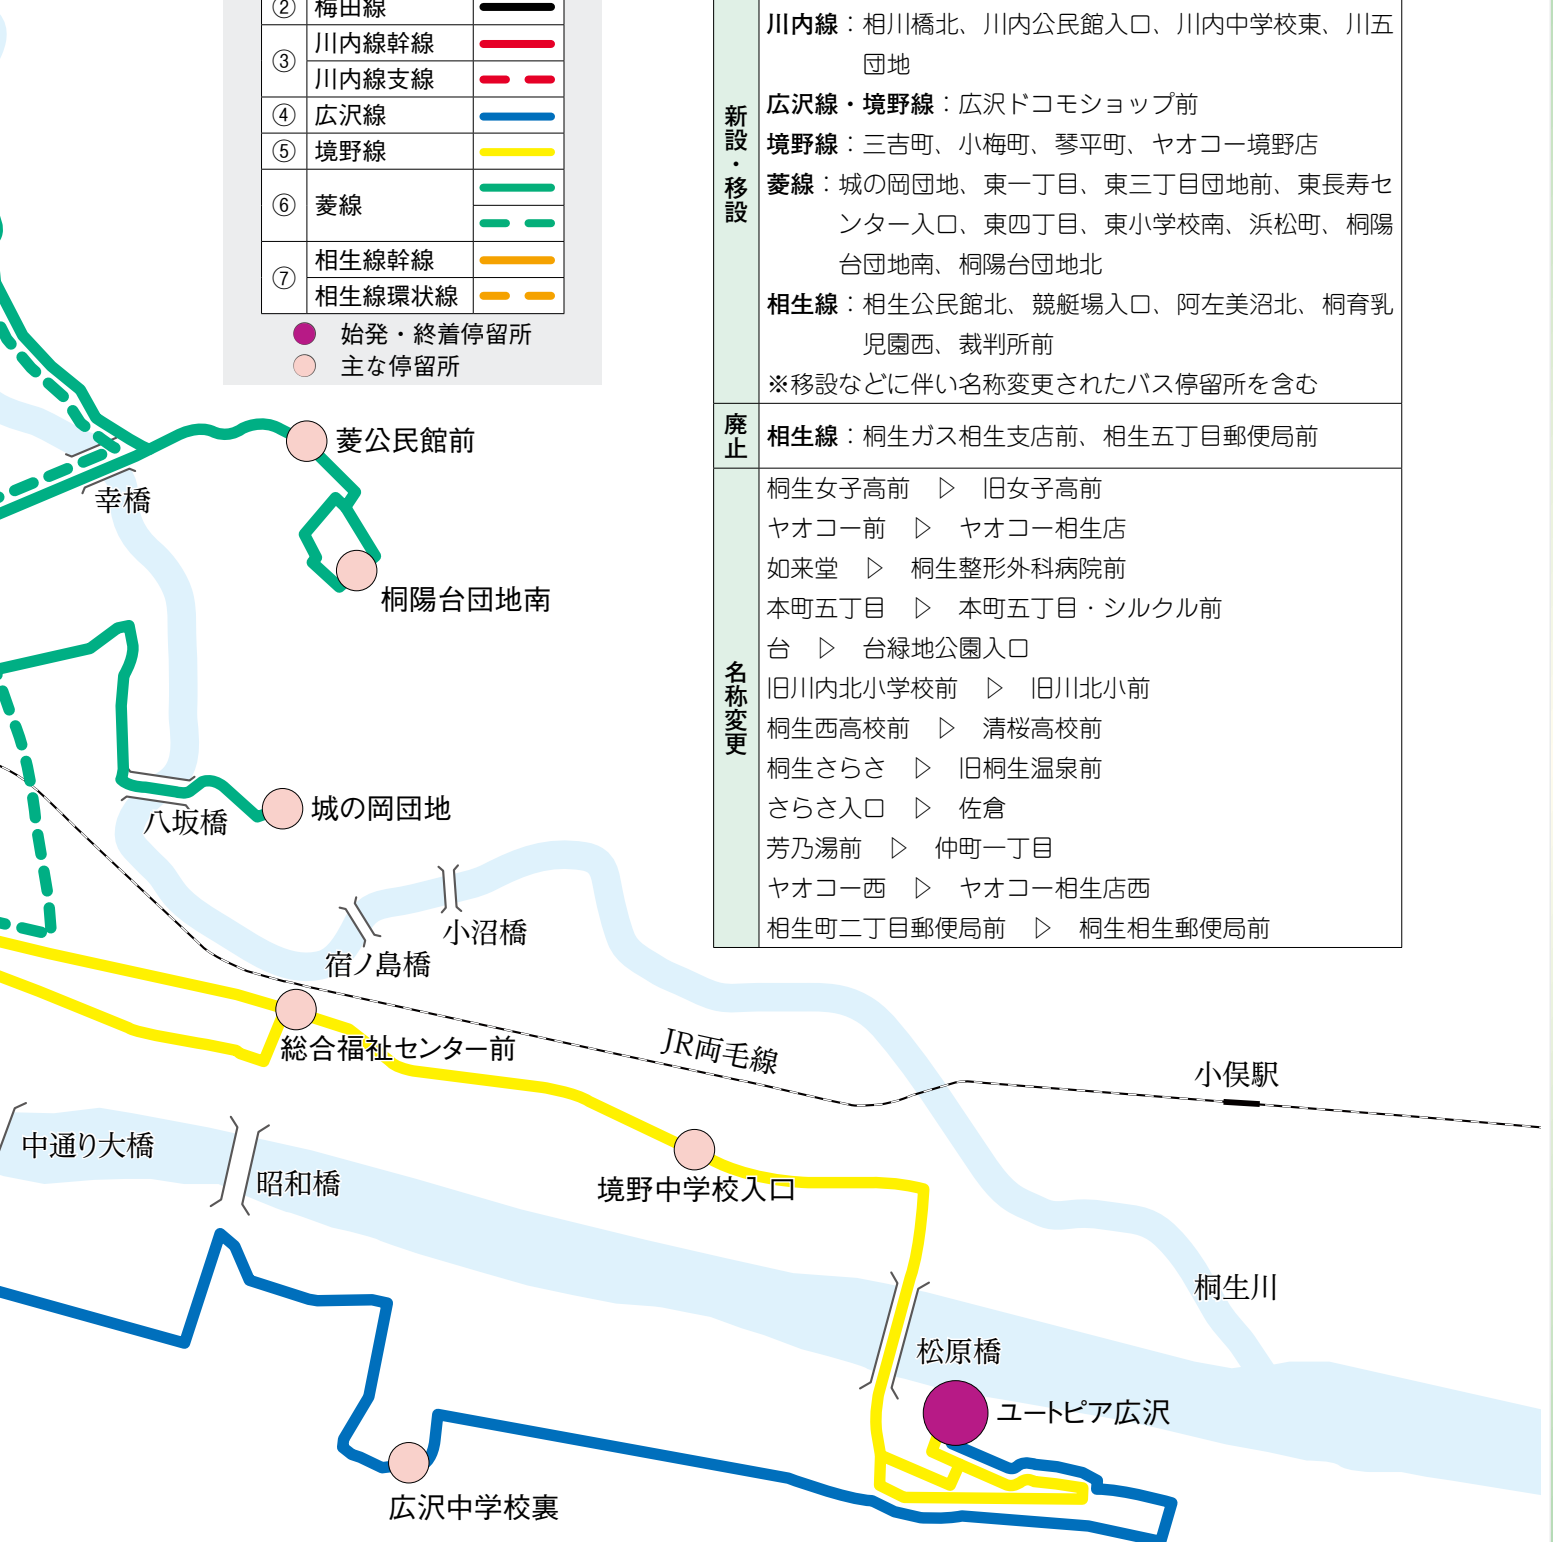 ② 梅田線
③ 川内線幹線
川内線支線
④ 広沢線
⑤ 境野線
⑥ 菱線
⑦ 相生線幹線
相生線環状線
始発・終着停留所
主な停留所
新設・移設
川内線：相川橋北、川内公民館入口、川内中学校東、川五
団地
広沢線・境野線：広沢ドコモショップ前
境野線：三吉町、小梅町、琴平町、ヤオコー境野店
菱線：城の岡団地、東一丁目、東三丁目団地前、東長寿セ
ンター入口、東四丁目、東小学校南、浜松町、桐陽
台団地南、桐陽台団地北
相生線：相生公民館北、競艇場入口、阿左美沼北、桐育乳
児園西、裁判所前
※移設などに伴い名称変更されたバス停留所を含む
廃止
相生線：桐生ガス相生支店前、相生五丁目郵便局前
名称変更
桐生女子高前 ▷ 旧女子高前
ヤオコー前 ▷ ヤオコー相生店
如来堂 ▷ 桐生整形外科病院前
本町五丁目 ▷ 本町五丁目・シルクル前
台 ▷ 台緑地公園入口
旧川内北小学校前 ▷ 旧川北小前
桐生西高校前 ▷ 清桜高校前
桐生さらさ ▷ 旧桐生温泉前
さらさ入口 ▷ 佐倉
芳乃湯前 ▷ 仲町一丁目
ヤオコー西 ▷ ヤオコー相生店西
相生町二丁目郵便局前 ▷ 桐生相生郵便局前
菱公民館前
幸橋
桐陽台団地南
城の岡団地
八坂橋
小沼橋
宿ノ島橋
総合福祉センター前
JR両毛線
小俣駅
中通り大橋
昭和橋
境野中学校入口
桐生川
松原橋
ユートピア広沢
広沢中学校裏